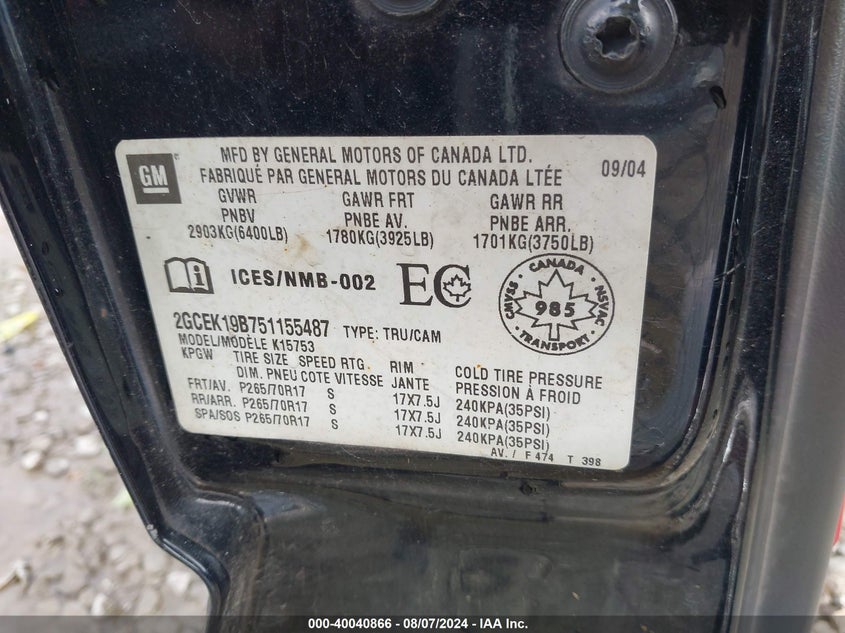 GM
MFD BY GENERAL MOTORS OF CANADA LTD.
FABRIQUÉ PAR GENERAL MOTORS DU CANADA LTÉE
09/04
GVWR GAWR FRT GAWR RR
PNBV PNBE AV. PNBE ARR.
2903KG(6400LB) 1780KG(3925LB) 1701KG(3750LB)
ICES/NMB-002 EC
CANADA
CMVSS 985 NSVAC
TRANSPORT
2GCEK19B751155487 TYPE: TRU/CAM
MODEL/MODÈLE K15753
KPGW TIRE SIZE SPEED RTG RIM COLD TIRE PRESSURE
DIM. PNEU COTE VITESSE JANTE PRESSION À FROID
FRT/AV. P265/70R17 S 17X7.5J 240KPA(35PSI)
RR/ARR. P265/70R17 S 17X7.5J 240KPA(35PSI)
SPA/SOS P265/70R17 S 17X7.5J 240KPA(35PSI)
AV./ F 474 T 398
000-40040866 - 08/07/2024 - IAA Inc.